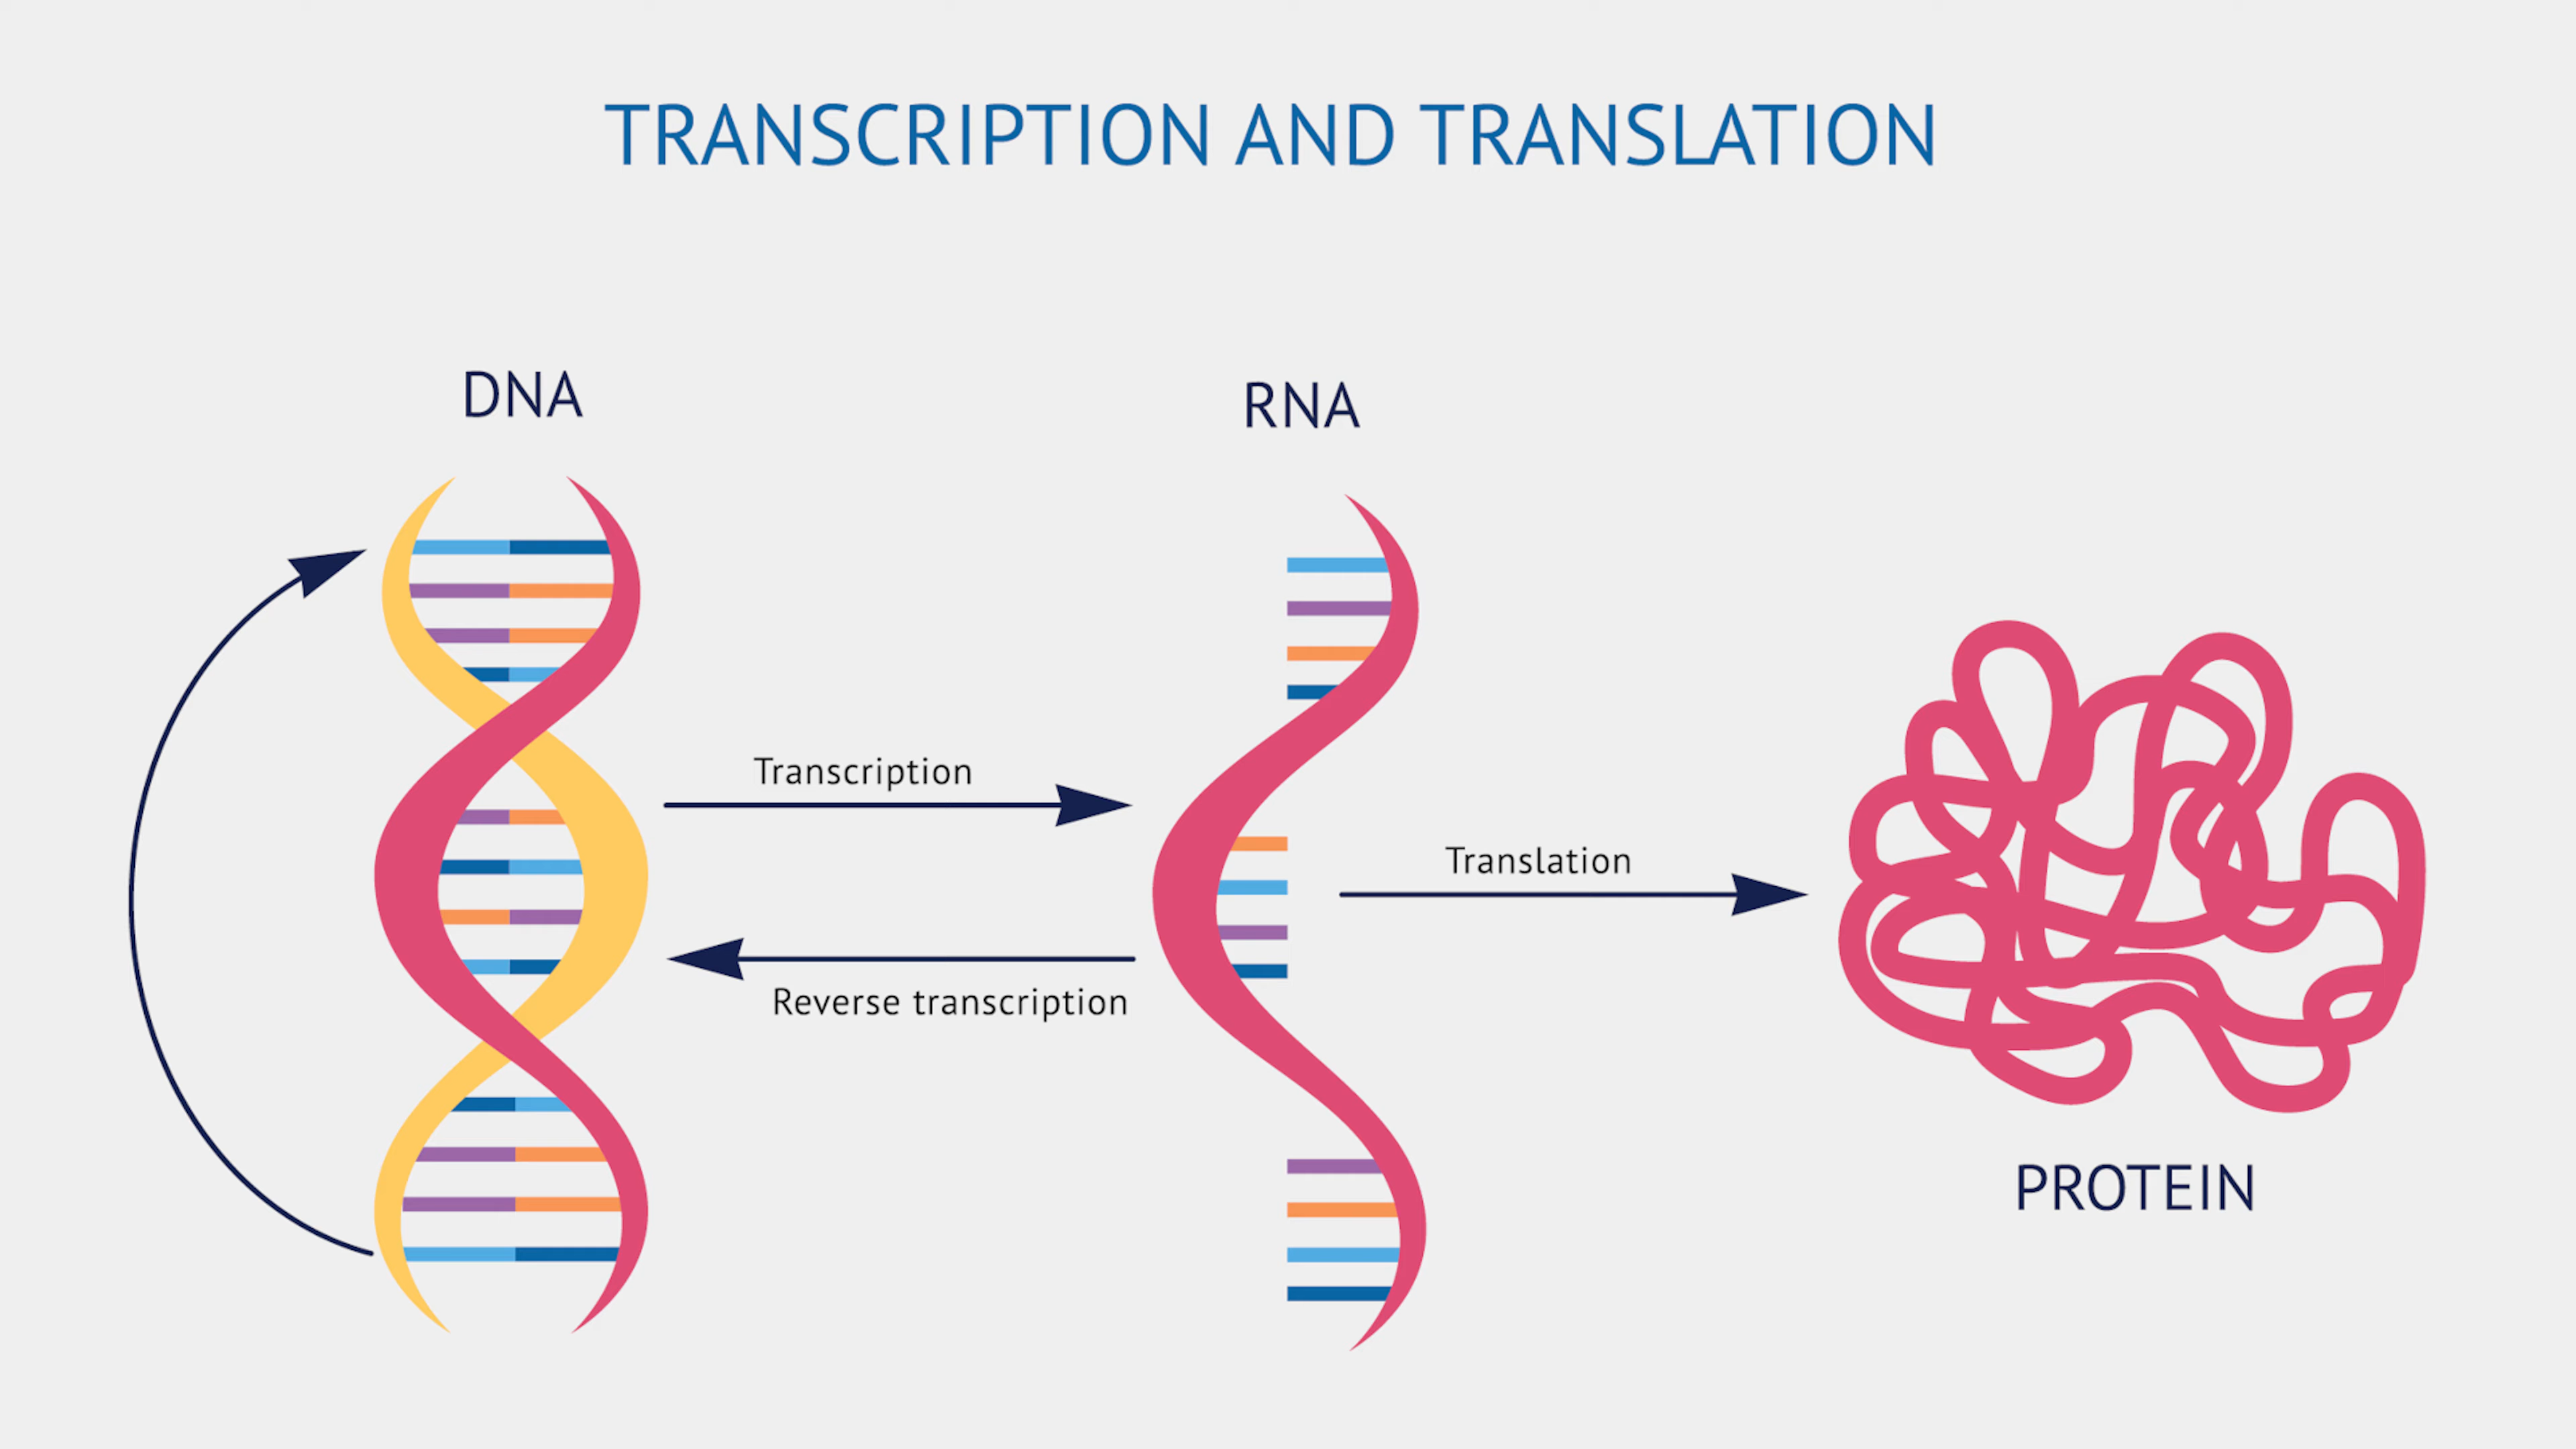 TRANSCRIPTION AND TRANSLATION
DNA
RNA
Transcription
Translation
Reverse transcription
PROTEIN